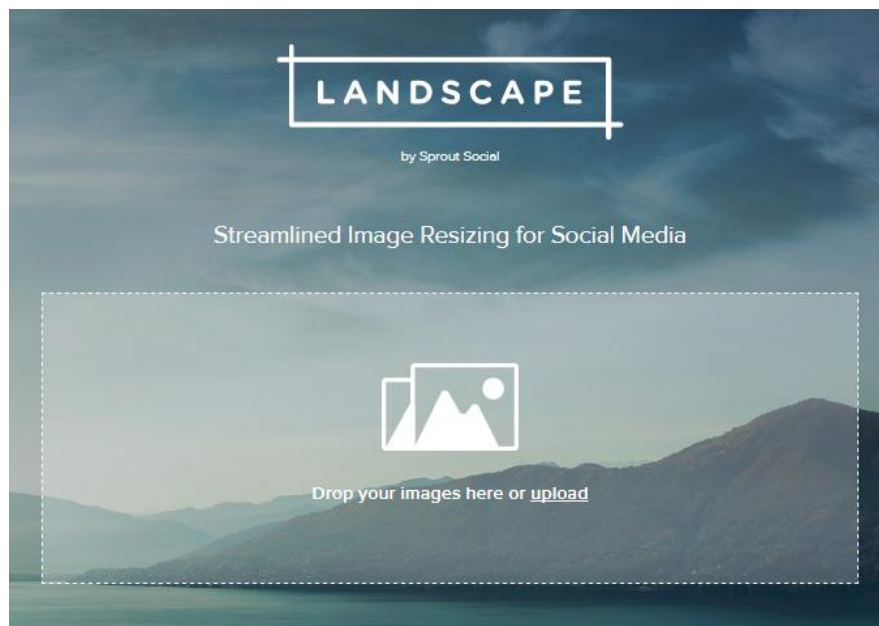 LANDSCAPE
by Sprout Social
Streamlined Image Resizing for Social Media
Drop your images here or upload